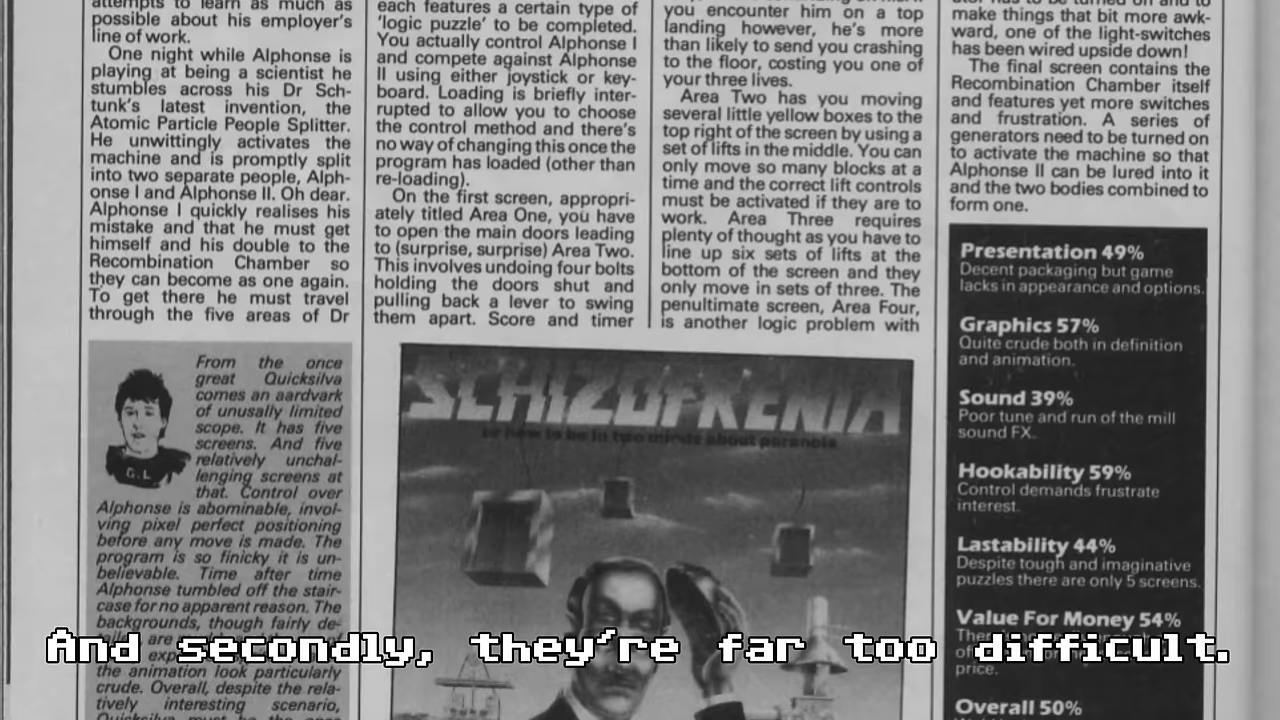 attempts to learn as much as
possible about his employer's
line of work.
One night while Alphonse is
playing at being a scientist he
stumbles across his Dr Sch-
tunk's latest invention, the
Atomic Particle People Splitter.
He unwittingly activates the
machine and is promptly split
into two separate people, Alph-
onse I and Alphonse II. Oh dear.
Alphonse I quickly realises his
mistake and that he must get
himself and his double to the
Recombination Chamber so
they can become as one again.
To get there he must travel
through the five areas of Dr
From the once
great Quicksilva
comes an aardvark
of unusally limited
scope. It has five
screens. And five
relatively unchal-
lenging screens at
that. Control over
Alphonse is abominable, invol-
ving pixel perfect positioning
before any move is made. The
program is so finicky it is un-
believable. Time after time
Alphonse tumbled off the stair-
case for no apparent reason. The
backgrounds, though fairly de-
are
the animation look particularly
crude. Overall, despite the rela-
tively interesting scenario,
Quicksilva must be the once
G.L
each features a certain type of
'logic puzzle' to be completed.
You actually control Alphonse I
and compete against Alphonse
II using either joystick or key-
board. Loading is briefly inter-
rupted to allow you to choose
the control method and there's
no way of changing this once the
program has loaded (other than
re-loading).
On the first screen, appropri-
ately titled Area One, you have
to open the main doors leading
to (surprise, surprise) Area Two.
This involves undoing four bolts
holding the doors shut and
pulling back a lever to swing
them apart. Score and timer
you encounter him on a top
landing however, he's more
than likely to send you crashing
to the floor, costing you one of
your three lives.
Area Two has you moving
several little yellow boxes to the
top right of the screen by using a
set of lifts in the middle. You can
only move so many blocks at a
time and the correct lift controls
must be activated if they are to
work. Area Three requires
plenty of thought as you have to
line up six sets of lifts at the
bottom of the screen and they
only move in sets of three. The
penultimate screen, Area Four,
is another logic problem with
SCHIZOFRENIA
or how to be in two minds about paranoia
make things that bit more awk-
ward, one of the light-switches
has been wired upside down!
The final screen contains the
Recombination Chamber itself
and features yet more switches
and frustration. A series of
generators need to be turned on
to activate the machine so that
Alphonse II can be lured into it
and the two bodies combined to
form one.
Presentation 49%
Decent packaging but game
lacks in appearance and options.
Graphics 57%
Quite crude both in definition
and animation.
Sound 39%
Poor tune and run of the mill
sound FX.
Hookability 59%
Control demands frustrate
interest.
Lastability 44%
Despite tough and imaginative
puzzles there are only 5 screens.
Value For Money 54%
price.
Overall 50%
And secondly, they're far too difficult.